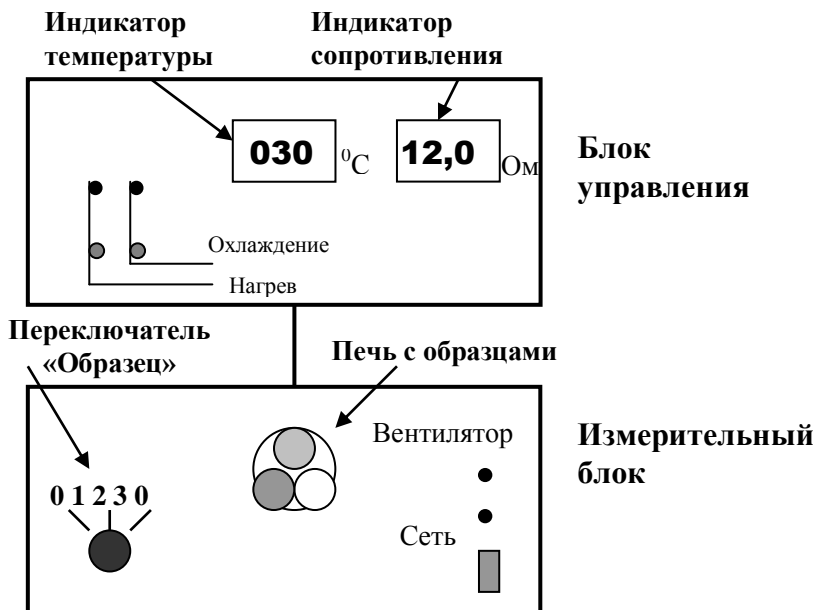 Индикатор
температуры
Индикатор
сопротивления
030 ⁰С
12,0 Ом
Блок
управления
Охлаждение
Нагрев
Переключатель
«Образец»
Печь с образцами
Вентилятор
Измерительный
блок
0 1 2 3 0
Сеть